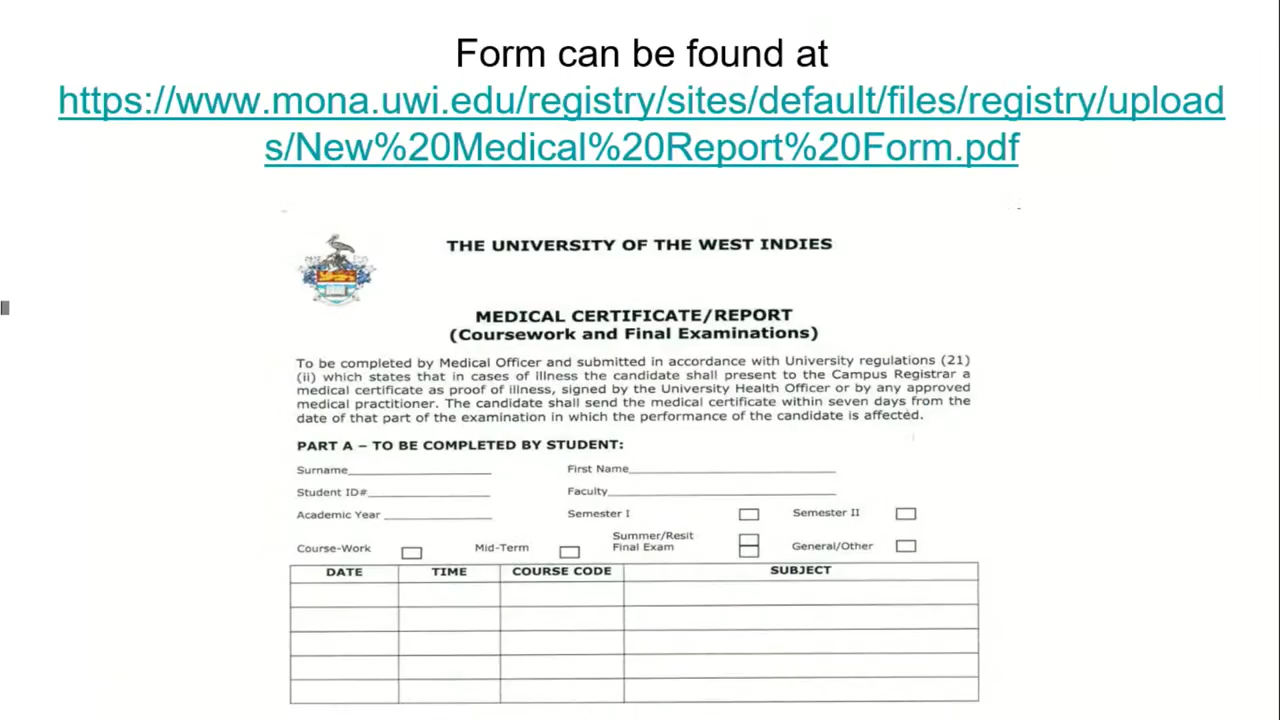 Form can be found at
https://www.mona.uwi.edu/registry/sites/default/files/registry/upload
s/New%20Medical%20Report%20Form.pdf
THE UNIVERSITY OF THE WEST INDIES
MEDICAL CERTIFICATE/REPORT
(Coursework and Final Examinations)
To be completed by Medical Officer and submitted in accordance with University regulations (21)
(ii) which states that in cases of illness the candidate shall present to the Campus Registrar a
medical certificate as proof of illness, signed by the University Health Officer or by any approved
medical practitioner. The candidate shall send the medical certificate within seven days from the
date of that part of the examination in which the performance of the candidate is affected.
PART A – TO BE COMPLETED BY STUDENT:
Surname First Name
Student ID# Faculty
Academic Year Semester I Semester II
Summer/Resit
Course-Work Mid-Term Final Exam General/Other
DATE TIME COURSE CODE SUBJECT